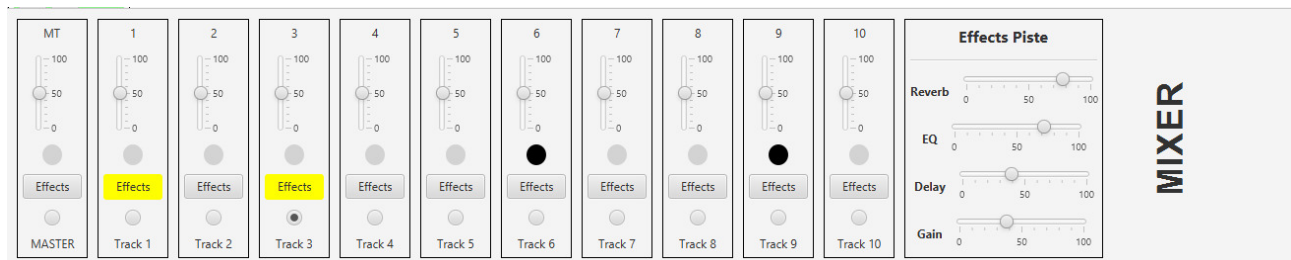 MT 1 2 3 4 5 6 7 8 9 10 Effects Piste
100 100 100 100 100 100 100 100 100 100 100
50 50 50 50 50 50 50 50 50 50 50
0 0 0 0 0 0 0 0 0 0 0
Effects Effects Effects Effects Effects Effects Effects Effects Effects Effects Effects
MASTER Track 1 Track 2 Track 3 Track 4 Track 5 Track 6 Track 7 Track 8 Track 9 Track 10
Reverb
0 50 100
EQ
0 50 100
Delay
0 50 100
Gain
0 50 100
MIXER